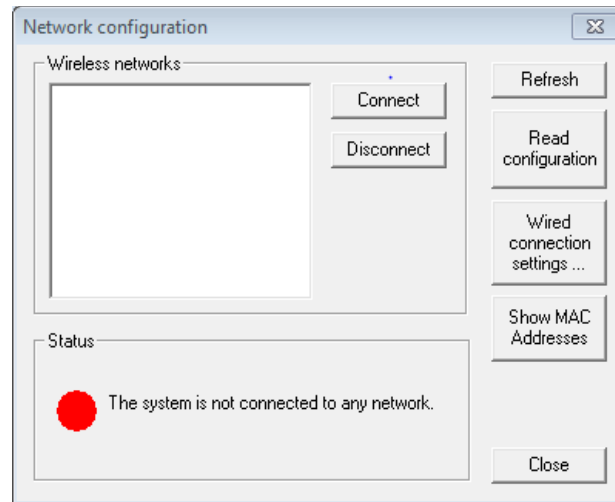 Network configuration
Wireless networks
Connect
Disconnect
Refresh
Read
configuration
Wired
connection
settings ...
Show MAC
Addresses
Status
The system is not connected to any network.
Close